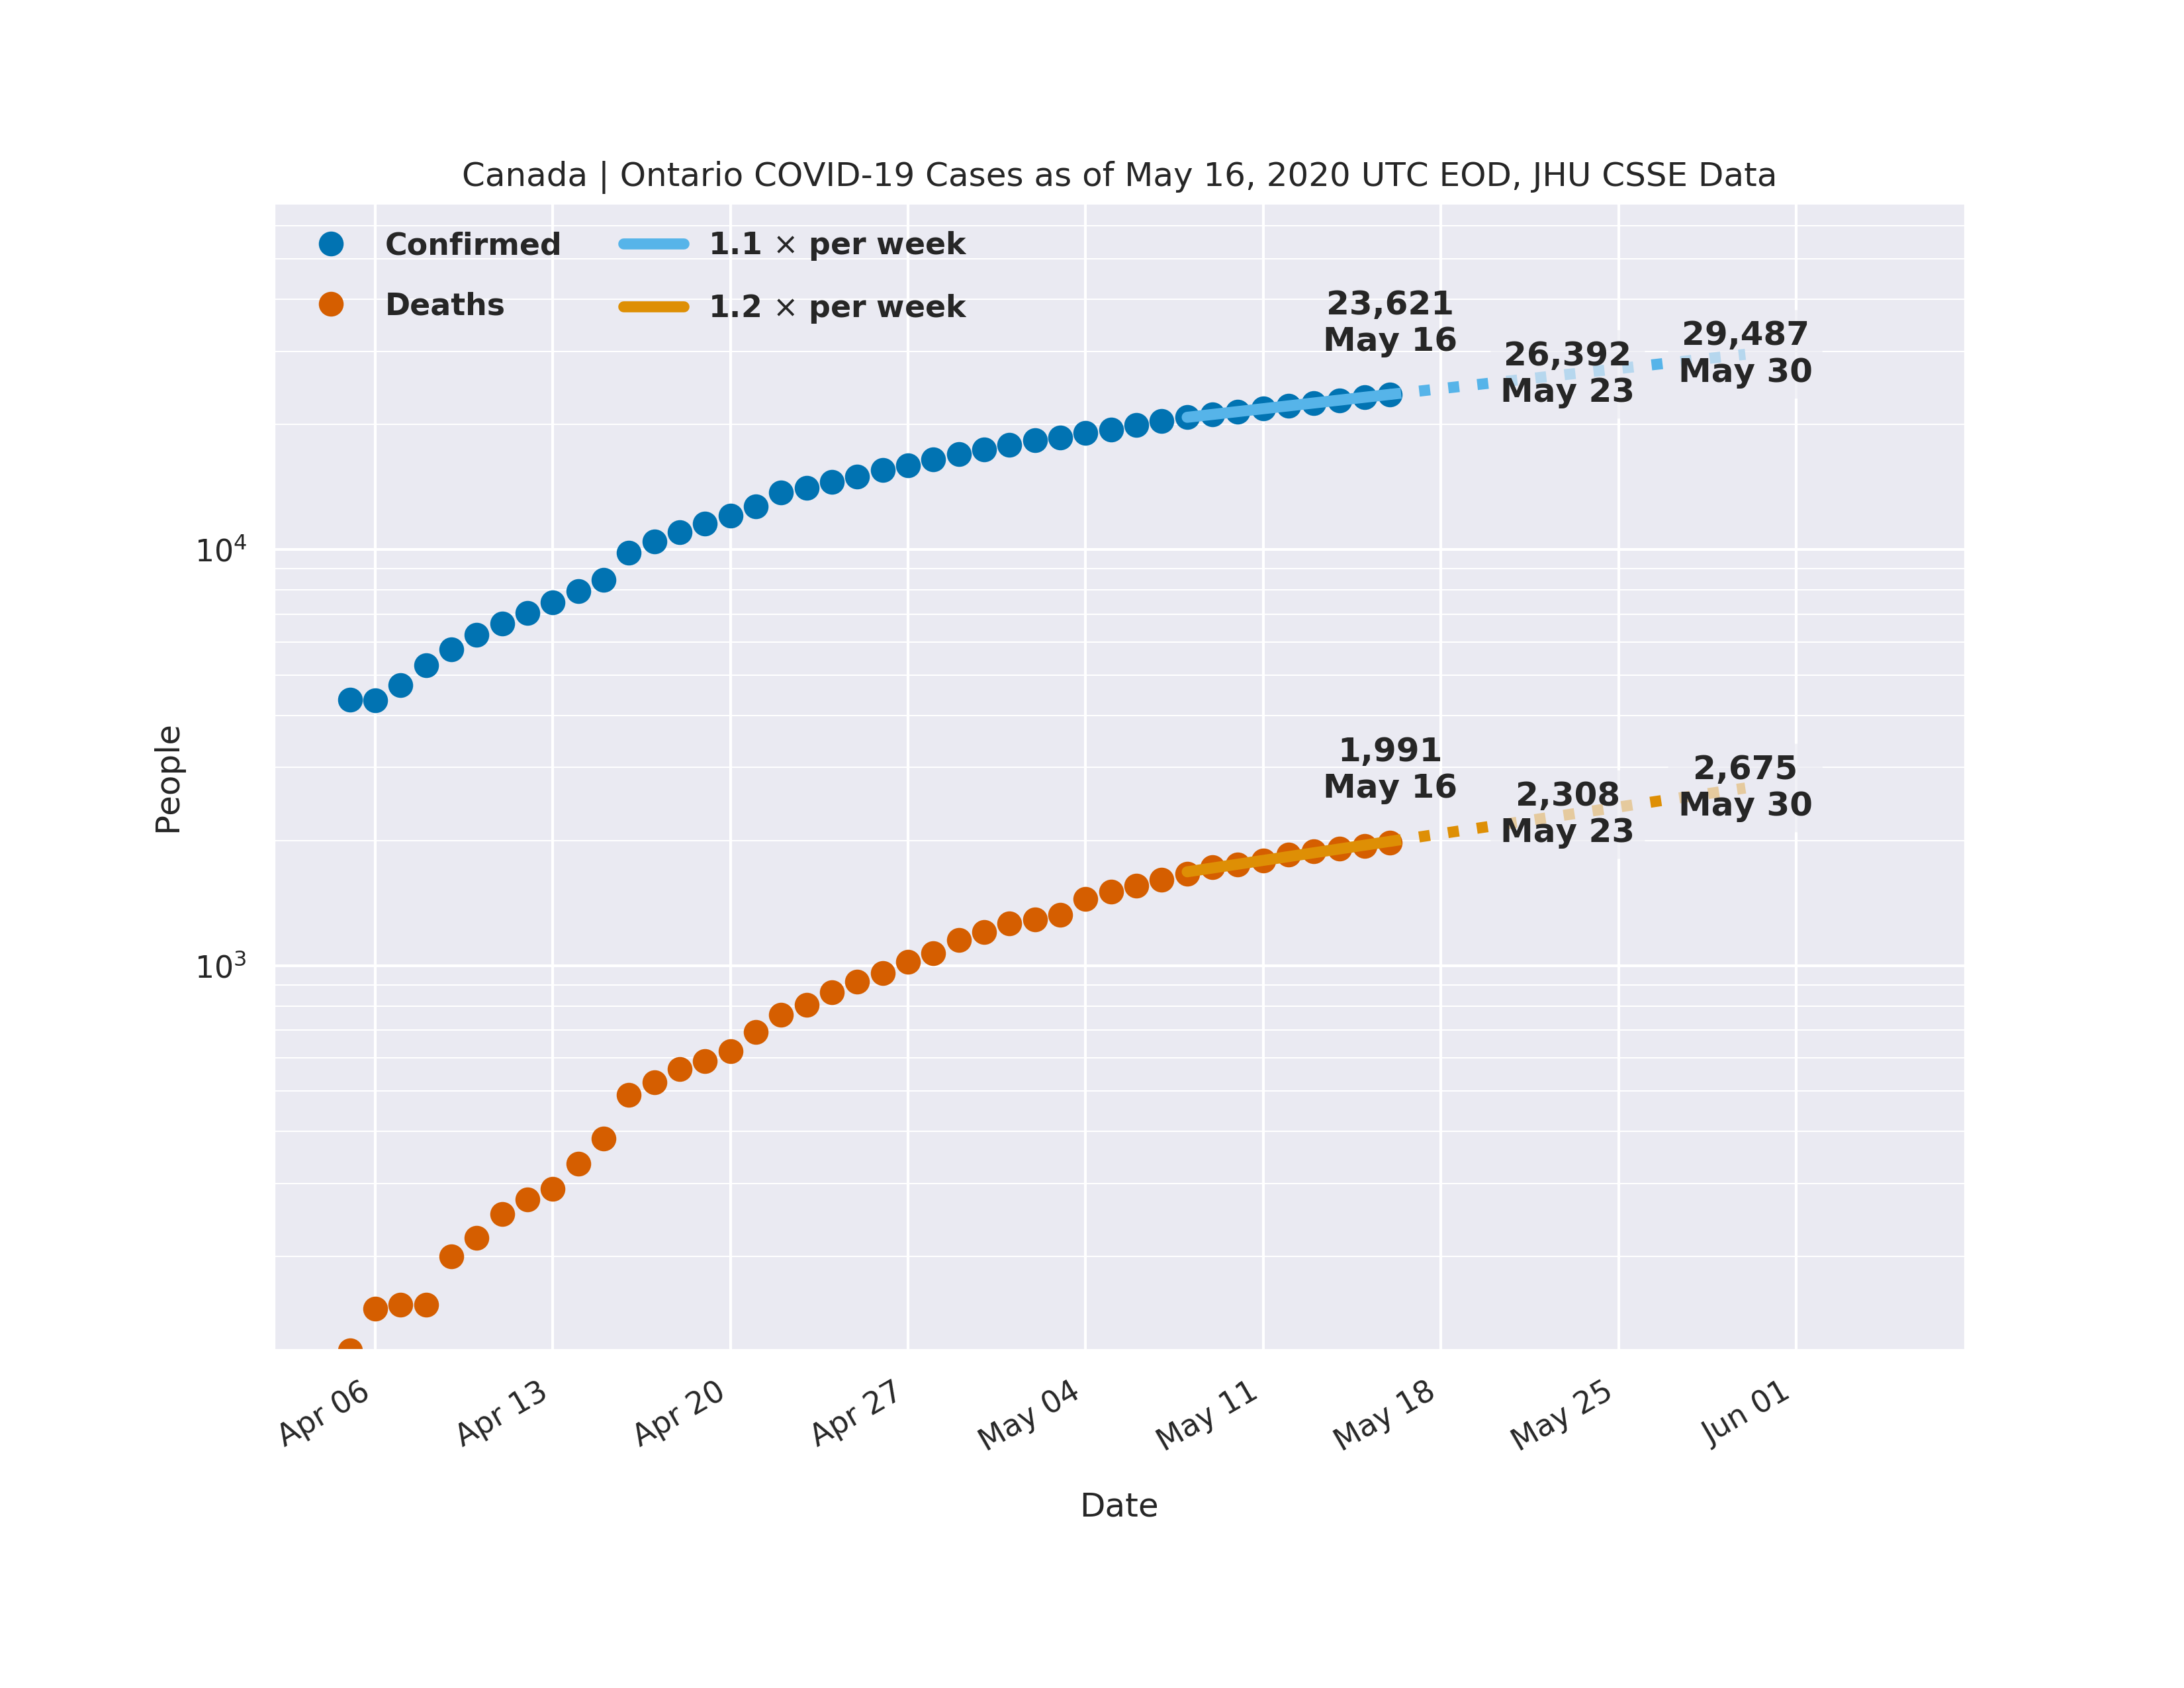 Canada | Ontario COVID-19 Cases as of May 16, 2020 UTC EOD, JHU CSSE Data
Confirmed
Deaths
1.1 × per week
1.2 × per week
23,621
May 16
26,392
May 23
29,487
May 30
1,991
May 16
2,308
May 23
2,675
May 30
People
10⁴
10³
Apr 06
Apr 13
Apr 20
Apr 27
May 04
May 11
May 18
May 25
Jun 01
Date